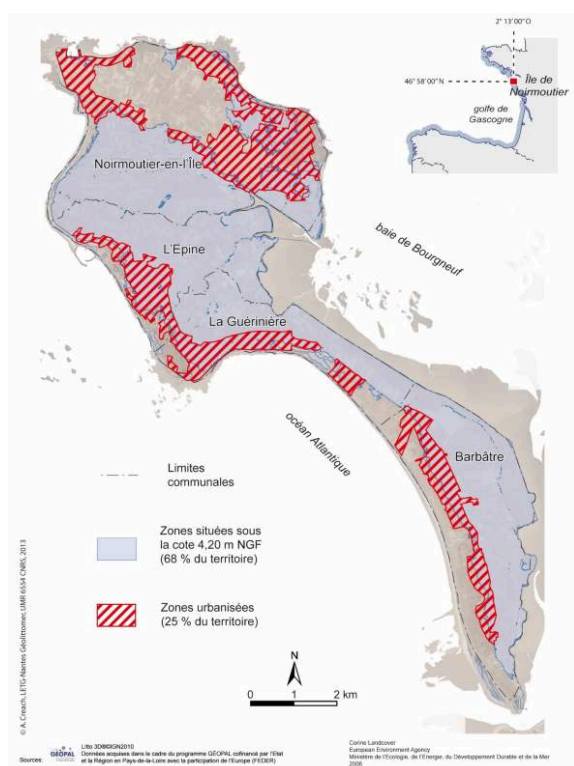 2° 13'00"O
46° 58'00"N
Île de
Noirmoutier
golfe de
Gascogne
Noirmoutier-en-l'Île
baie de Bourgneuf
L'Epine
La Guérinière
océan Atlantique
Barbâtre
Limites
communales
Zones situées sous
la cote 4,20 m NGF
(68 % du territoire)
Zones urbanisées
(25 % du territoire)
N
0 1 2 km
© A. Creach, LETG-Nantes Géolittomer, UMR 6554 CNRS, 2013
Sources:
GÉOPAL
Litto 3D®©IGN2010
Données acquises dans le cadre du programme GÉOPAL cofinancé par l'Etat
et la Région en Pays-de-la-Loire avec la participation de l'Europe (FEDER)
Corine Landcover
European Environment Agency
Ministère de l'Ecologie, de l'Energie, du Développement Durable et de la Mer
2006